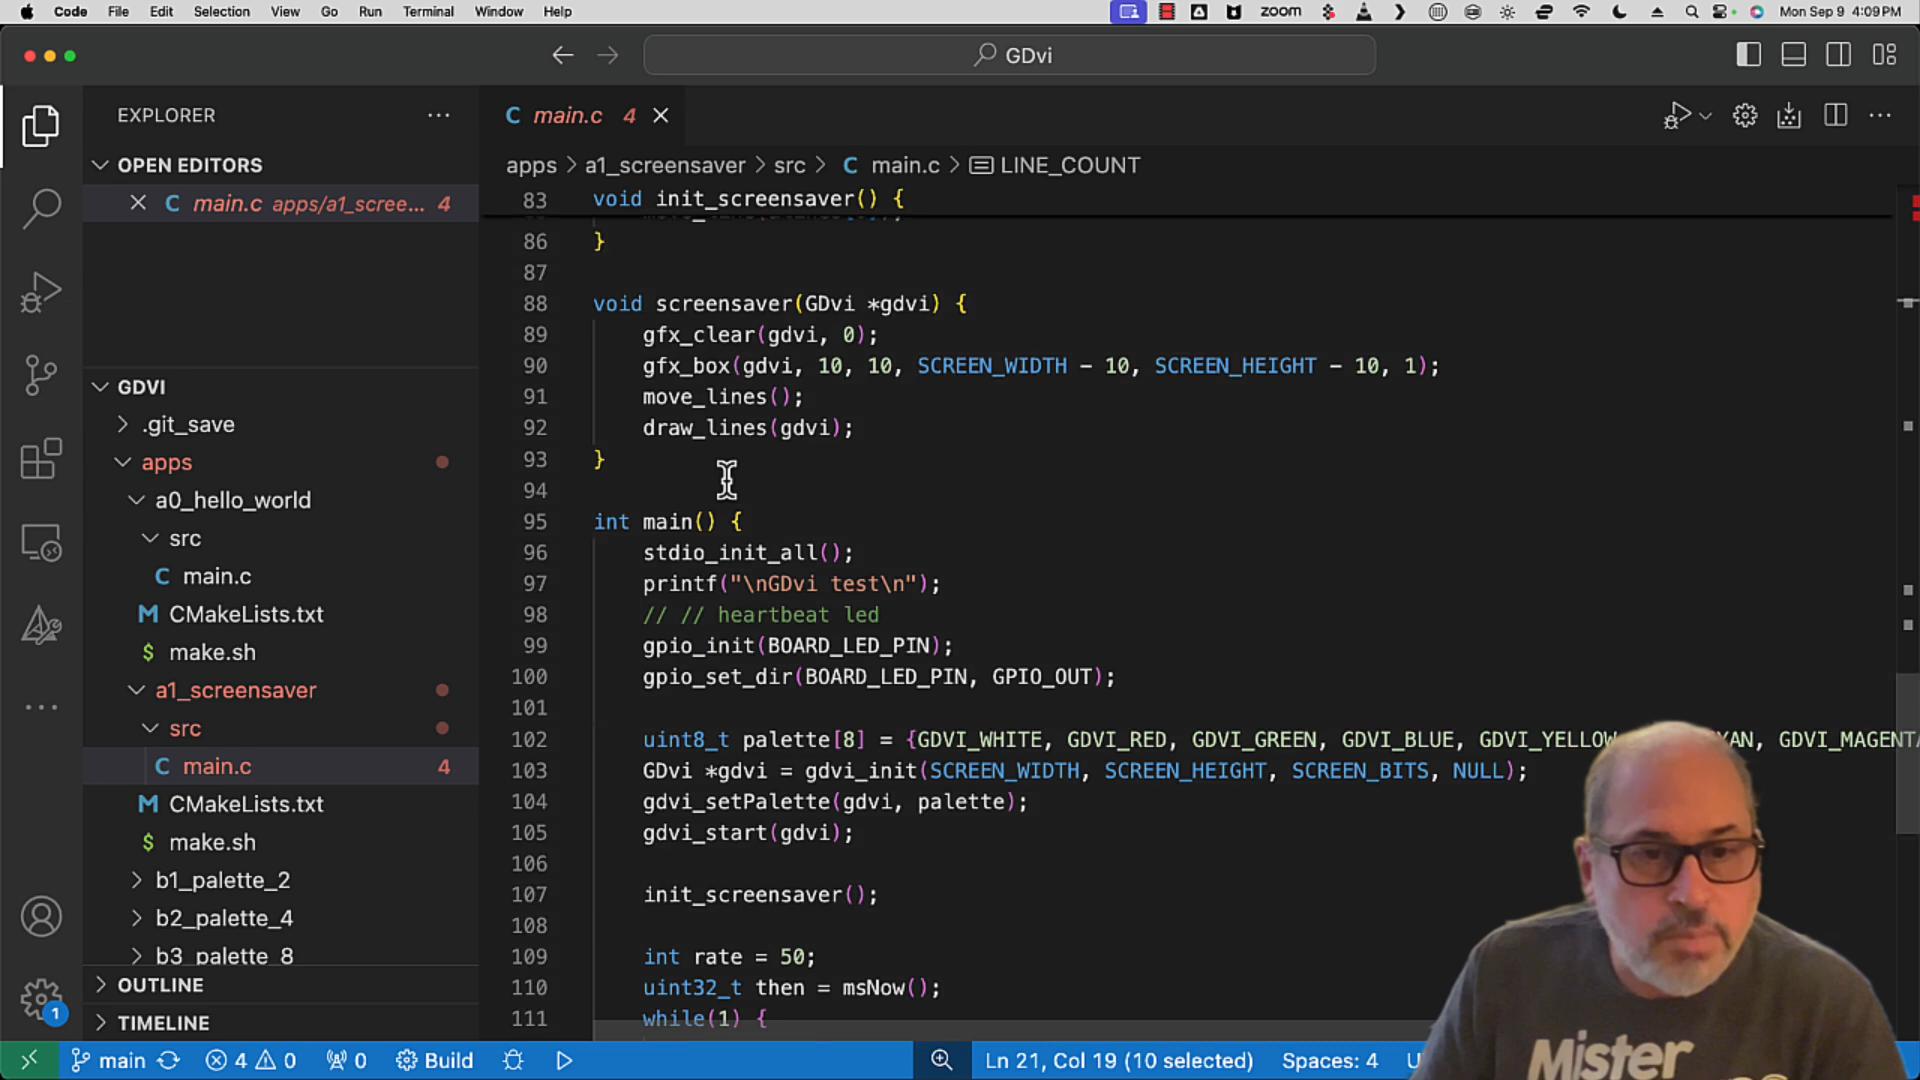 Code File Edit Selection View Go Run Terminal Window Help zoom Mon Sep 9 4:09 PM
GDvi
EXPLORER
OPEN EDITORS
main.c apps/a1_scree... 4
GDVI
.git_save
apps
a0_hello_world
src
C main.c
M CMakeLists.txt
$ make.sh
a1_screensaver
src
C main.c 4
M CMakeLists.txt
$ make.sh
b1_palette_2
b2_palette_4
b3_palette_8
OUTLINE
TIMELINE
1
C main.c 4
apps > a1_screensaver > src > C main.c > LINE_COUNT
83 void init_screensaver() {
86 }
87
88 void screensaver(GDvi *gdvi) {
89 gfx_clear(gdvi, 0);
90 gfx_box(gdvi, 10, 10, SCREEN_WIDTH - 10, SCREEN_HEIGHT - 10, 1);
91 move_lines();
92 draw_lines(gdvi);
93 }
94
95 int main() {
96 stdio_init_all();
97 printf("\nGDvi test\n");
98 // // heartbeat led
99 gpio_init(BOARD_LED_PIN);
100 gpio_set_dir(BOARD_LED_PIN, GPIO_OUT);
101
102 uint8_t palette[8] = {GDVI_WHITE, GDVI_RED, GDVI_GREEN, GDVI_BLUE, GDVI_YELLOW
103 GDvi *gdvi = gdvi_init(SCREEN_WIDTH, SCREEN_HEIGHT, SCREEN_BITS, NULL);
104 gdvi_setPalette(gdvi, palette);
105 gdvi_start(gdvi);
106
107 init_screensaver();
108
109 int rate = 50;
110 uint32_t then = msNow();
111 while(1) {
main 4 0 0 Build Ln 21, Col 19 (10 selected) Spaces: 4
Mister